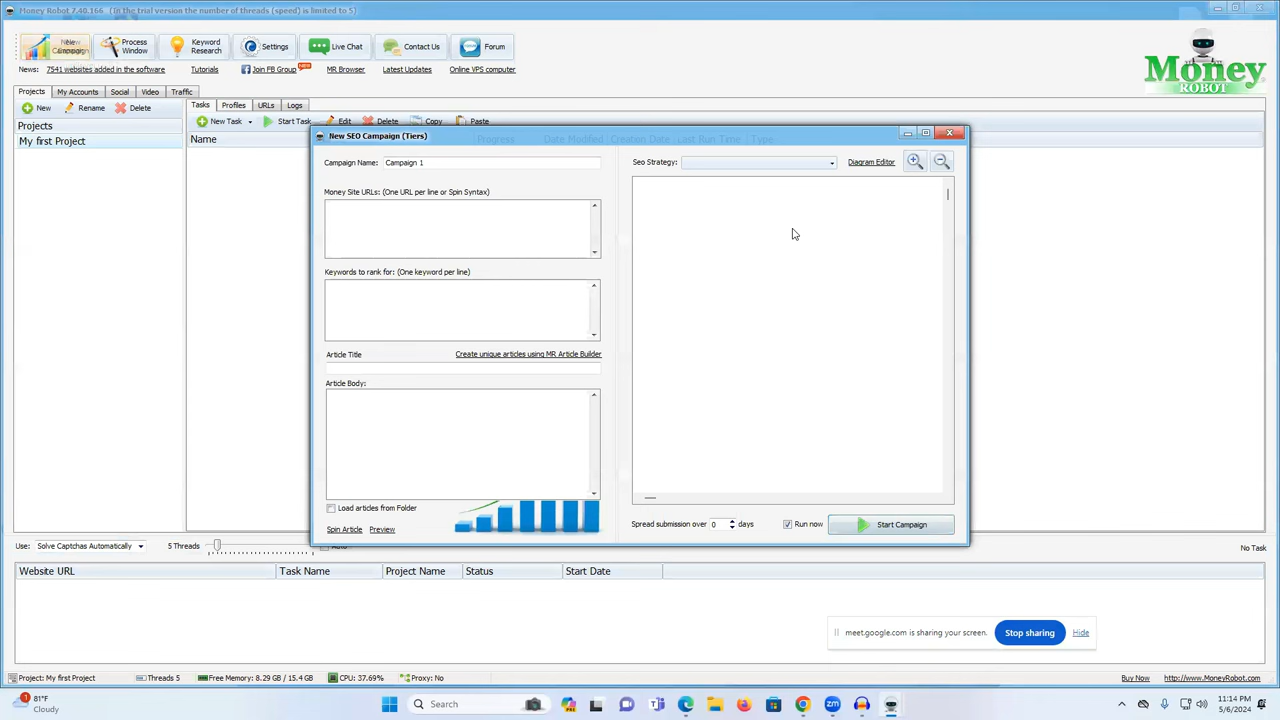 Money Robot 7.40.166. (In the trial version the number of threads (speed) is limited to 5)
New Campaign
Process Window
Keyword Research
Settings
Live Chat
Contact Us
Forum
News:
7541 websites added in the software
Tutorials
Join FB Group
NEW
MR Browser
Latest Updates
Online VPS computer
Money
ROBOT
Projects
My Accounts
Social
Video
Traffic
Tasks
Profiles
URLs
Logs
New
Rename
Delete
New Task
Start Task
Edit
Delete
Copy
Paste
Projects
My first Project
Name
Progress
Date Modified
Creation Date
Last Run Time
Type
New SEO Campaign (Tiers)
Campaign Name:
Campaign 1
Seo Strategy:
Diagram Editor
Money Site URLs: (One URL per line or Spin Syntax)
Keywords to rank for: (One keyword per line)
Article Title
Create unique articles using MR Article Builder
Article Body:
Load articles from Folder
Spin Article
Preview
Spread submission over 0 days
Run now
Start Campaign
Use:
Solve Captchas Automatically
5 Threads
Auto
No Task
Website URL
Task Name
Project Name
Status
Start Date
meet.google.com is sharing your screen.
Stop sharing
Hide
Project: My first Project
Threads 5
Free Memory: 8.29 GB / 15.4 GB
CPU: 37.69%
Proxy: No
Buy Now
http://www.MoneyRobot.com
1
81°F
Cloudy
Search
11:14 PM
5/6/2024